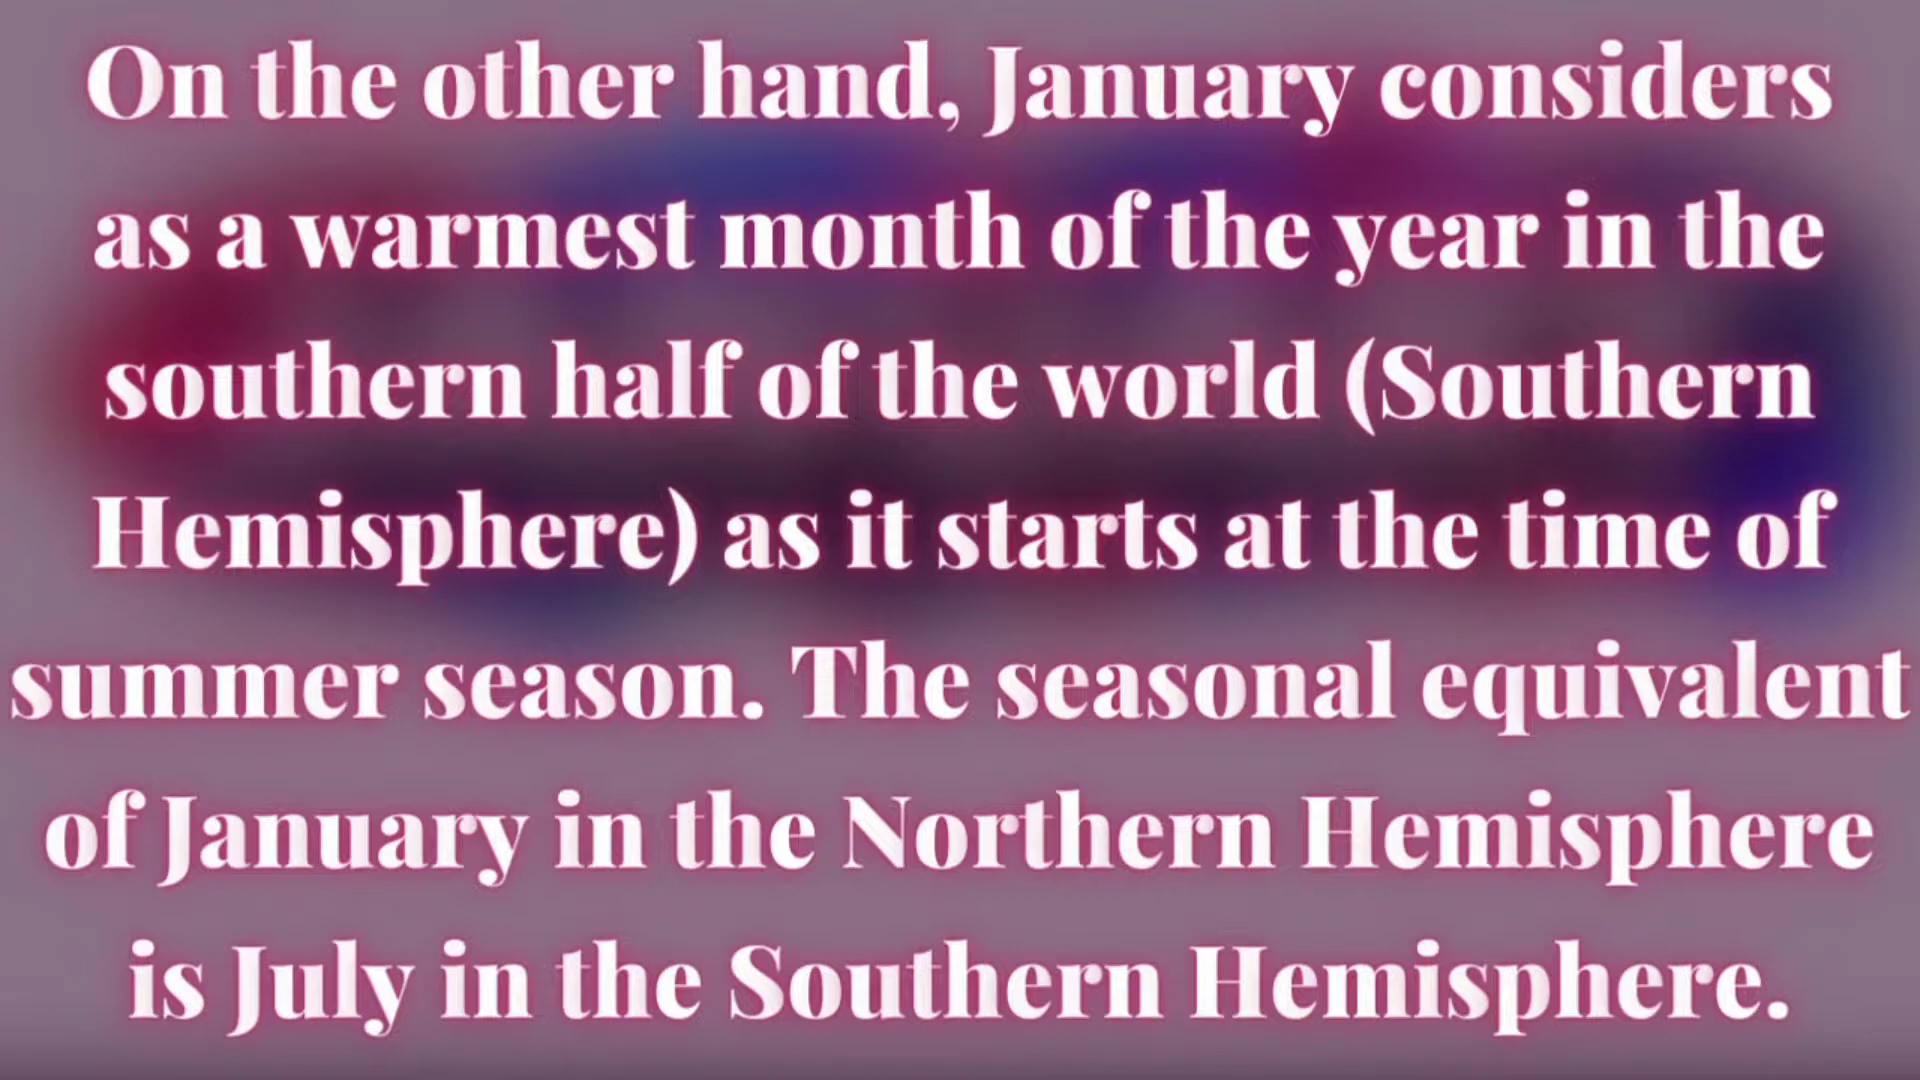 On the other hand, January considers
as a warmest month of the year in the
southern half of the world (Southern
Hemisphere) as it starts at the time of
summer season. The seasonal equivalent
of January in the Northern Hemisphere
is July in the Southern Hemisphere.